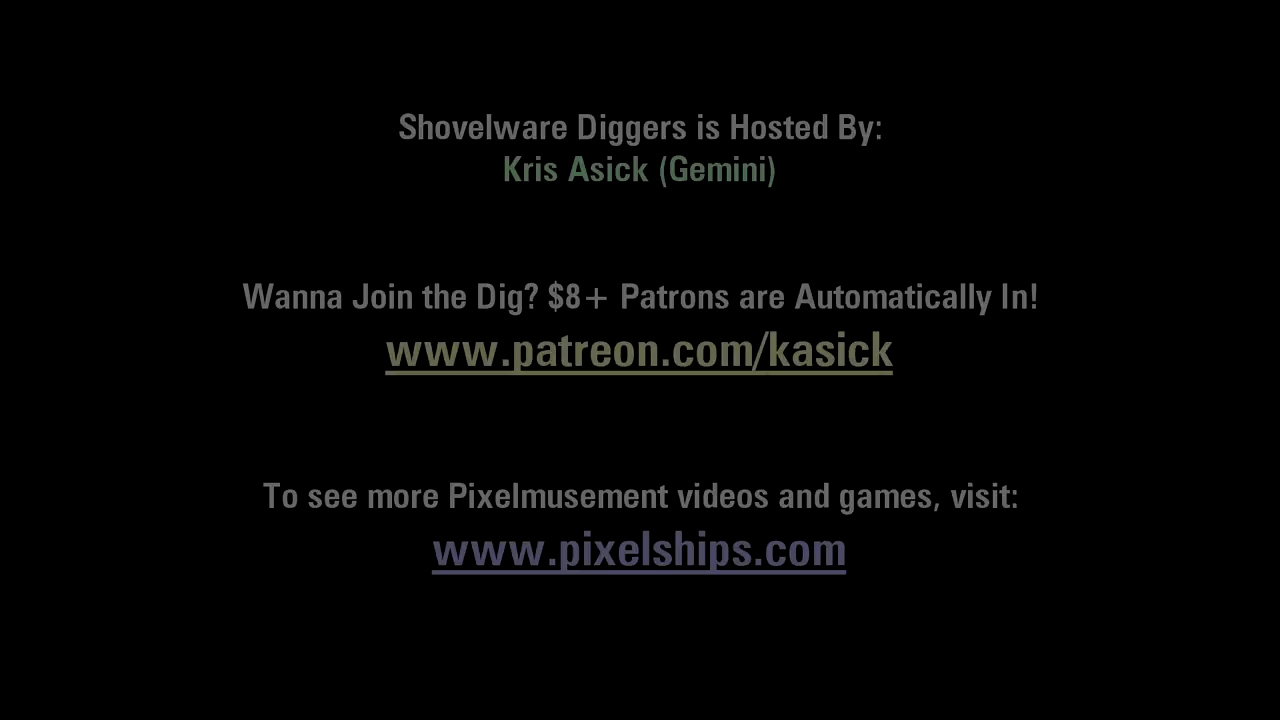 Shovelware Diggers is Hosted By:
Kris Asick (Gemini)
Wanna Join the Dig? $8+ Patrons are Automatically In!
www.patreon.com/kasick
To see more Pixelmusement videos and games, visit:
www.pixelships.com